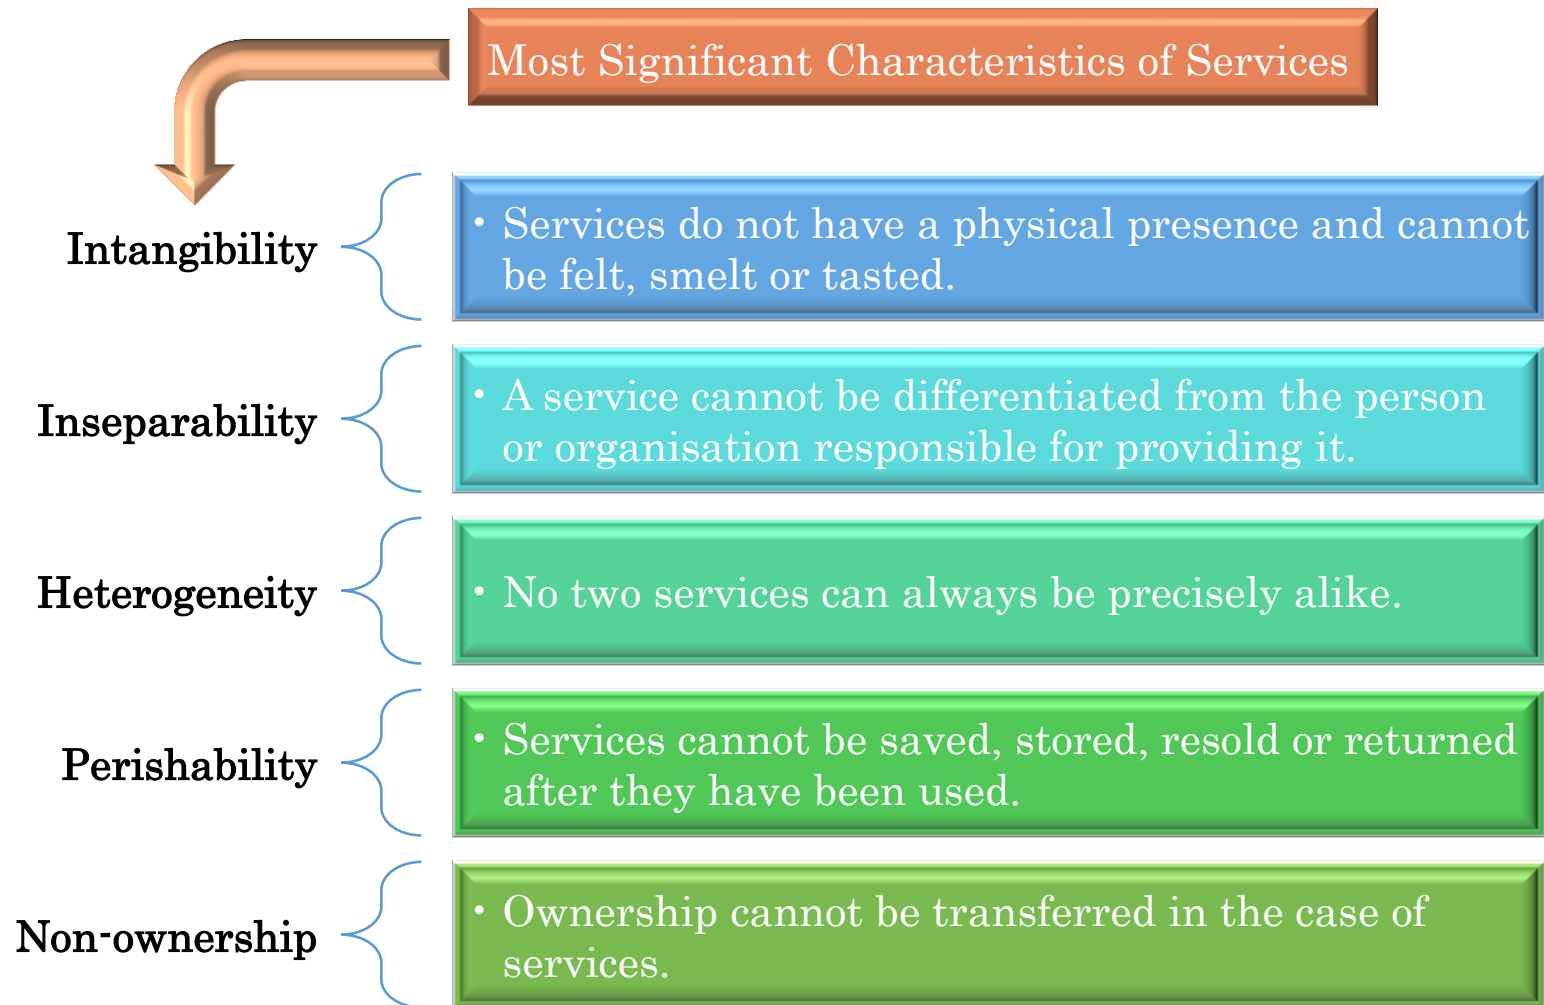 Most Significant Characteristics of Services
Intangibility
• Services do not have a physical presence and cannot
be felt, smelt or tasted.
Inseparability
• A service cannot be differentiated from the person
or organisation responsible for providing it.
Heterogeneity
• No two services can always be precisely alike.
Perishability
• Services cannot be saved, stored, resold or returned
after they have been used.
Non-ownership
• Ownership cannot be transferred in the case of
services.